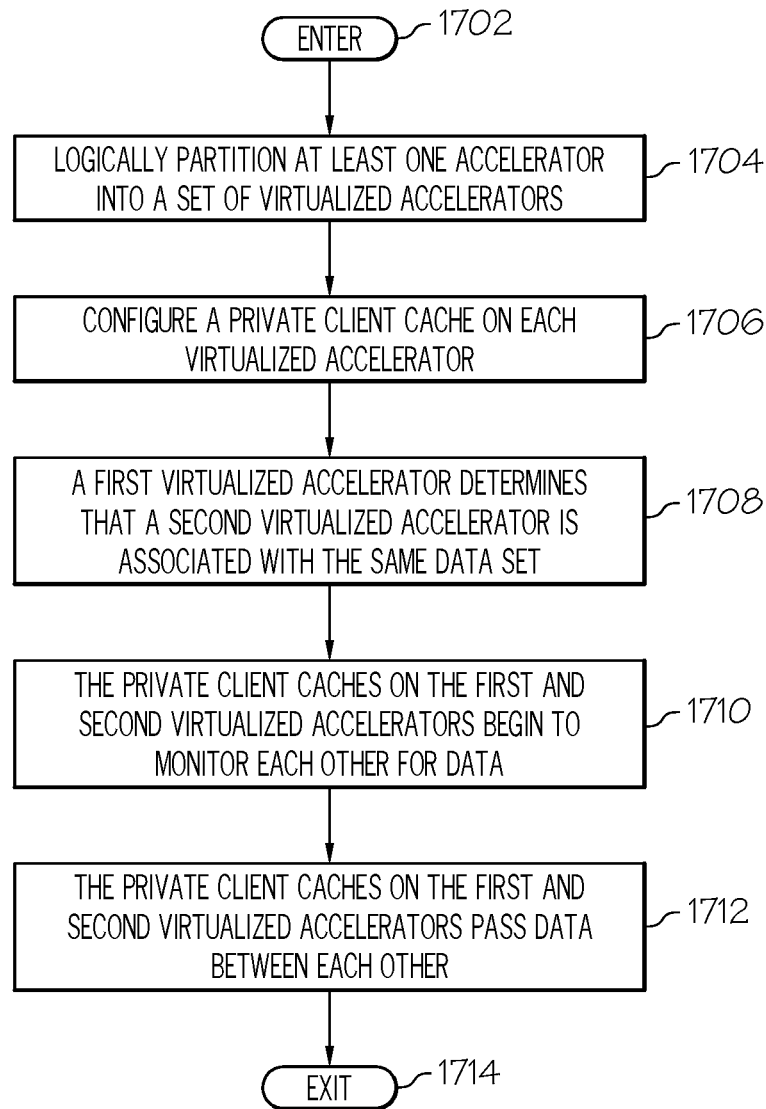 ENTER
1702
LOGICALLY PARTITION AT LEAST ONE ACCELERATOR
INTO A SET OF VIRTUALIZED ACCELERATORS
1704
CONFIGURE A PRIVATE CLIENT CACHE ON EACH
VIRTUALIZED ACCELERATOR
1706
A FIRST VIRTUALIZED ACCELERATOR DETERMINES
THAT A SECOND VIRTUALIZED ACCELERATOR IS
ASSOCIATED WITH THE SAME DATA SET
1708
THE PRIVATE CLIENT CACHES ON THE FIRST AND
SECOND VIRTUALIZED ACCELERATORS BEGIN TO
MONITOR EACH OTHER FOR DATA
1710
THE PRIVATE CLIENT CACHES ON THE FIRST AND
SECOND VIRTUALIZED ACCELERATORS PASS DATA
BETWEEN EACH OTHER
1712
EXIT
1714